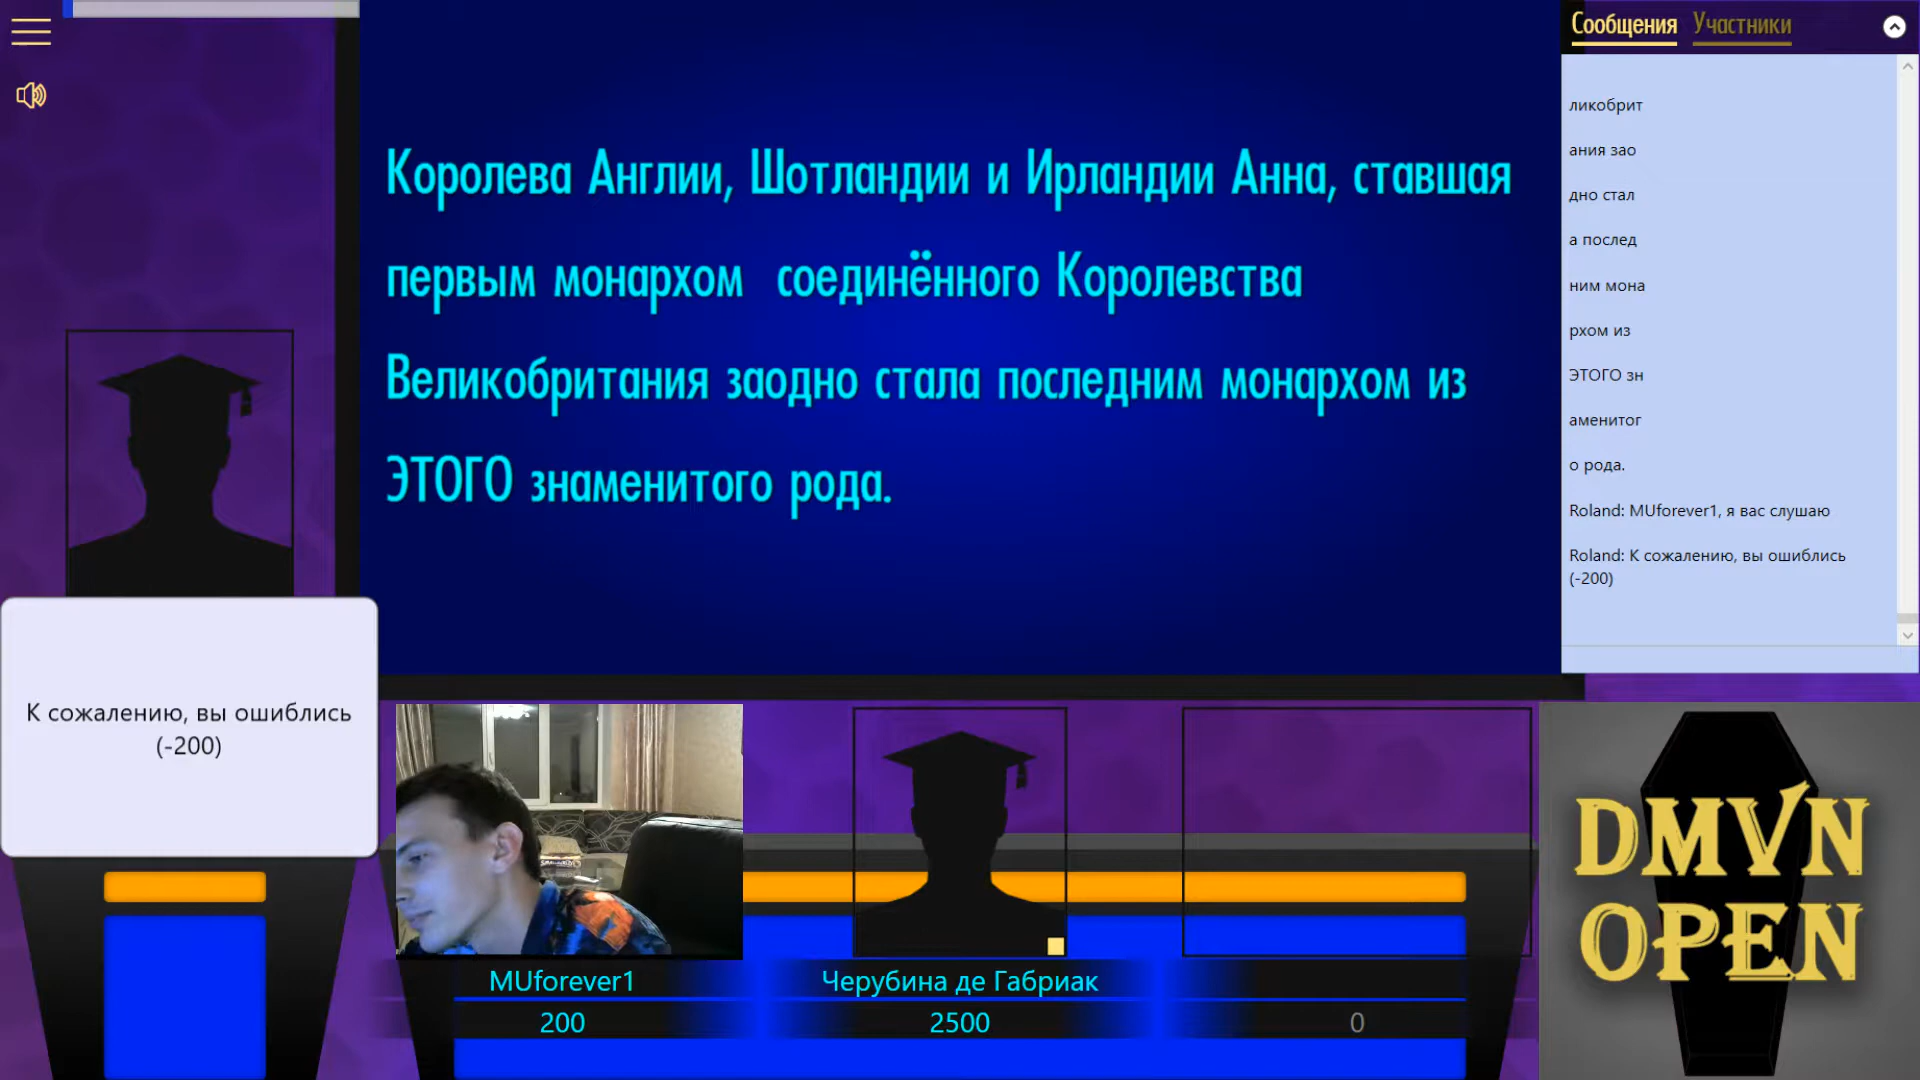 Сообщения Участники
Королева Англии, Шотландии и Ирландии Анна, ставшая
первым монархом соединённого Королевства
Великобритания заодно стала последним монархом из
ЭТОГО знаменитого рода.
ликобрит
ания зао
дно стал
а послед
ним мона
рхом из
ЭТОГО зн
аменитог
о рода.
Roland: MUforever1, я вас слушаю
Roland: К сожалению, вы ошиблись
(-200)
К сожалению, вы ошиблись
(-200)
MUforever1
200
Черубина де Габриак
2500
0
DMVN
OPEN